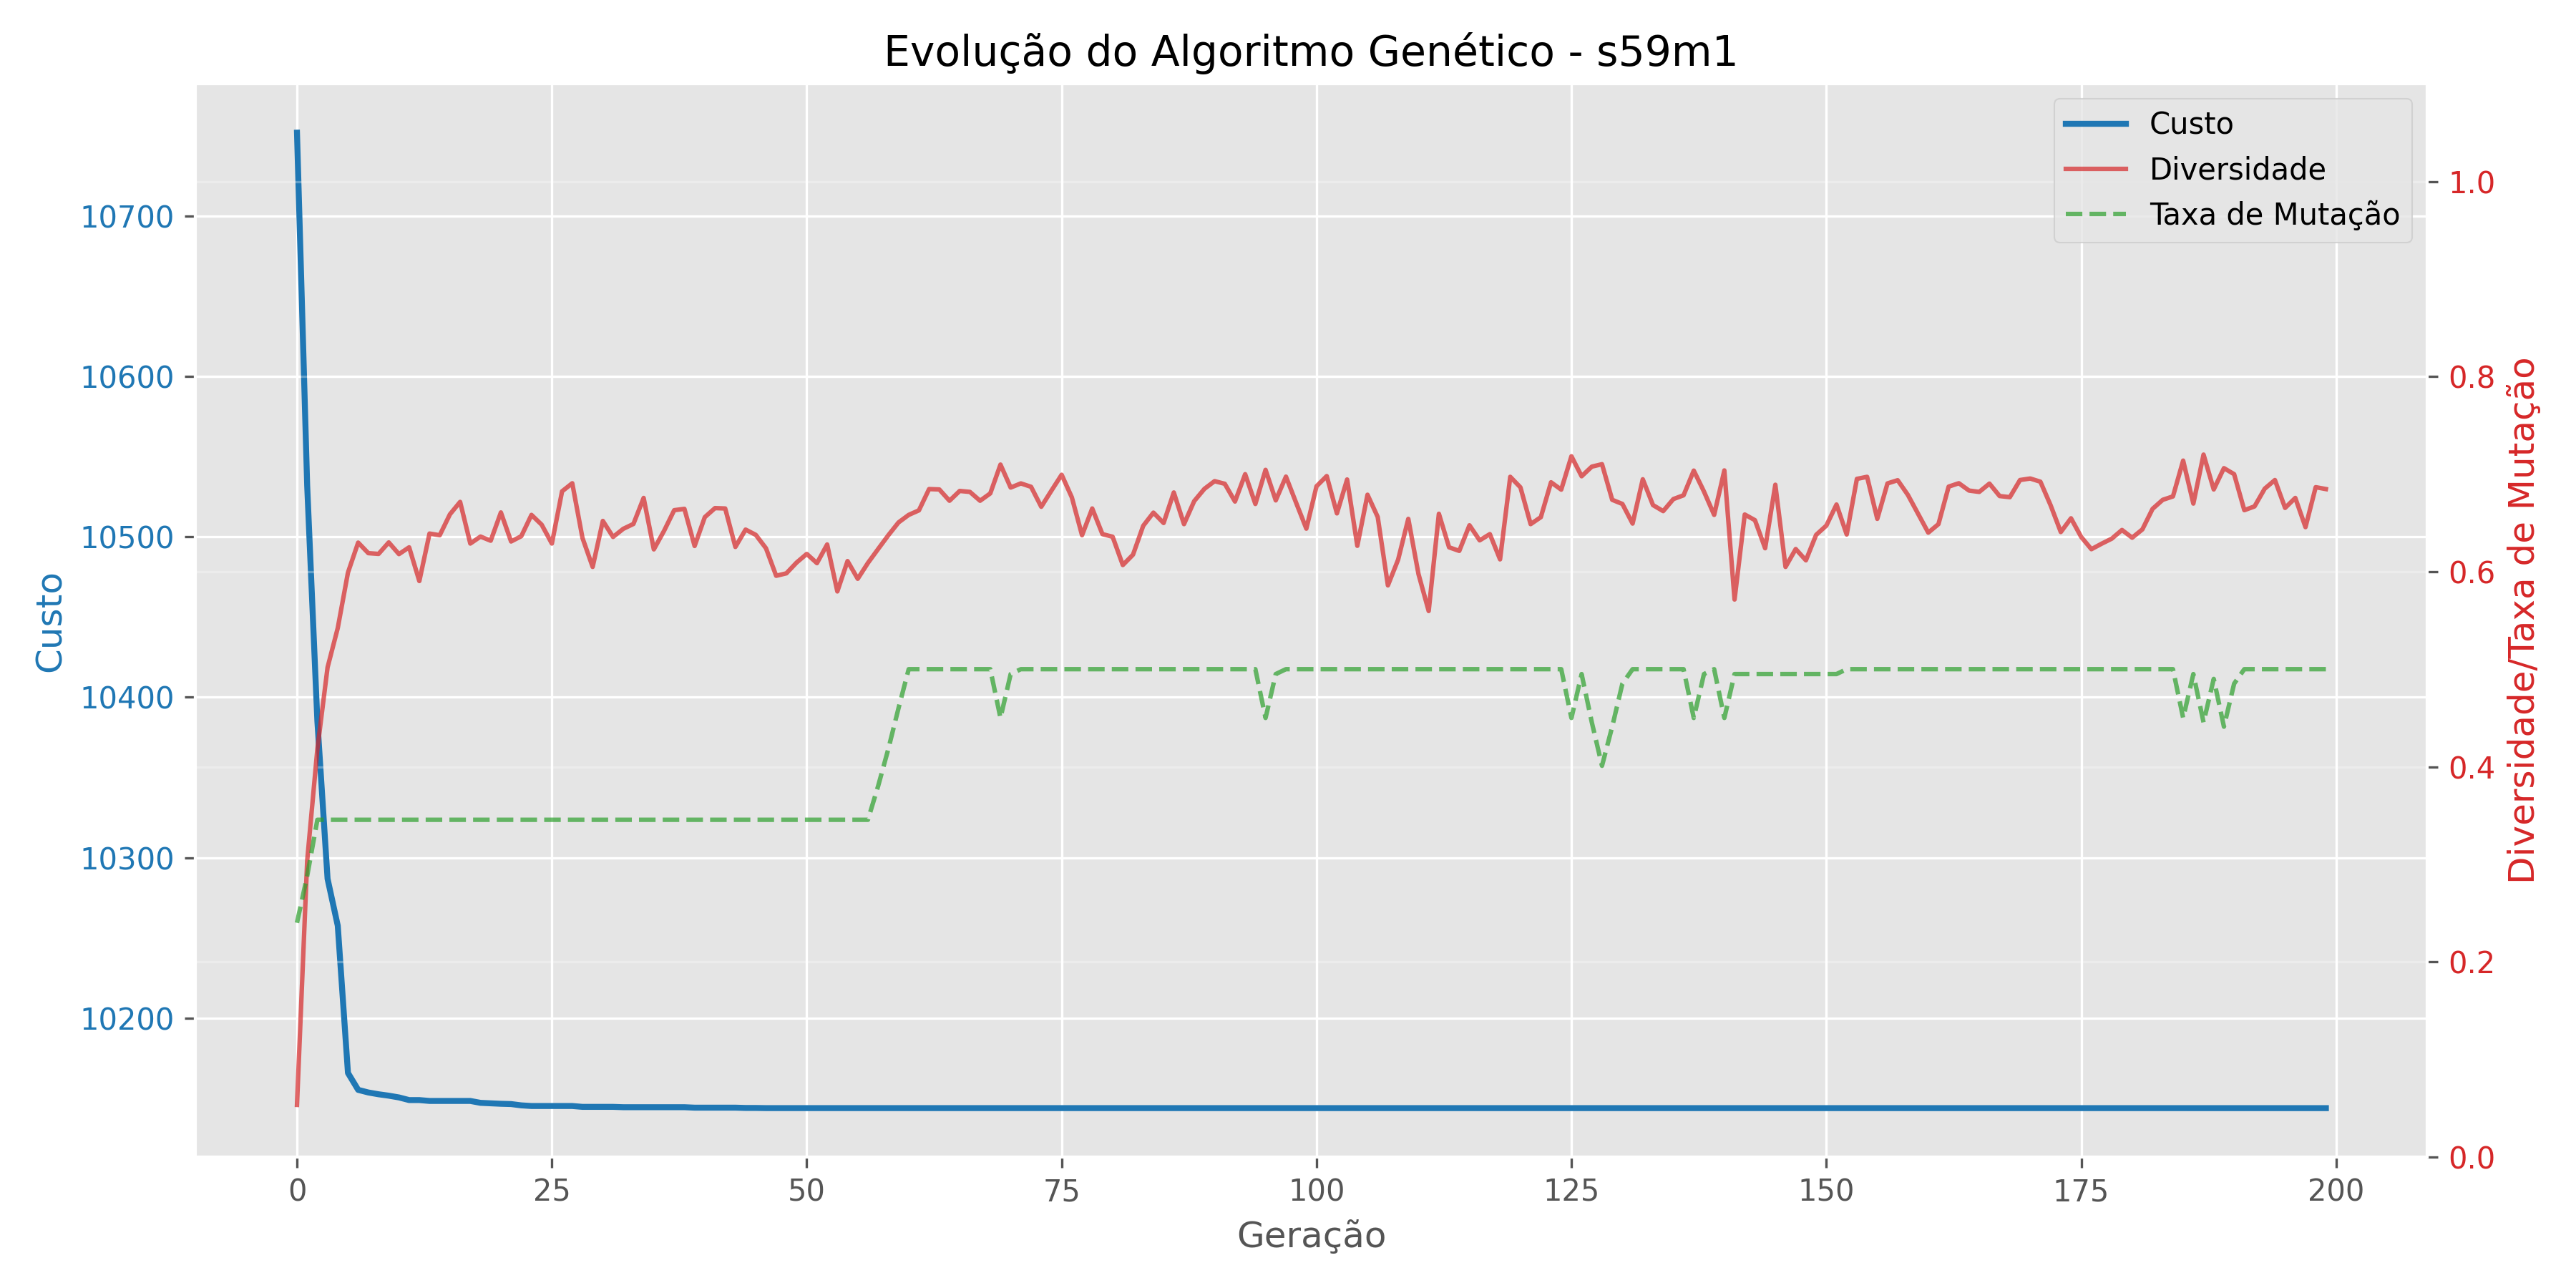 Evolução do Algoritmo Genético - s59m1
Custo
Diversidade
Taxa de Mutação
10700
10600
10500
10400
10300
10200
Custo
1.0
0.8
0.6
0.4
0.2
0.0
Diversidade/Taxa de Mutação
0 25 50 75 100 125 150 175 200
Geração